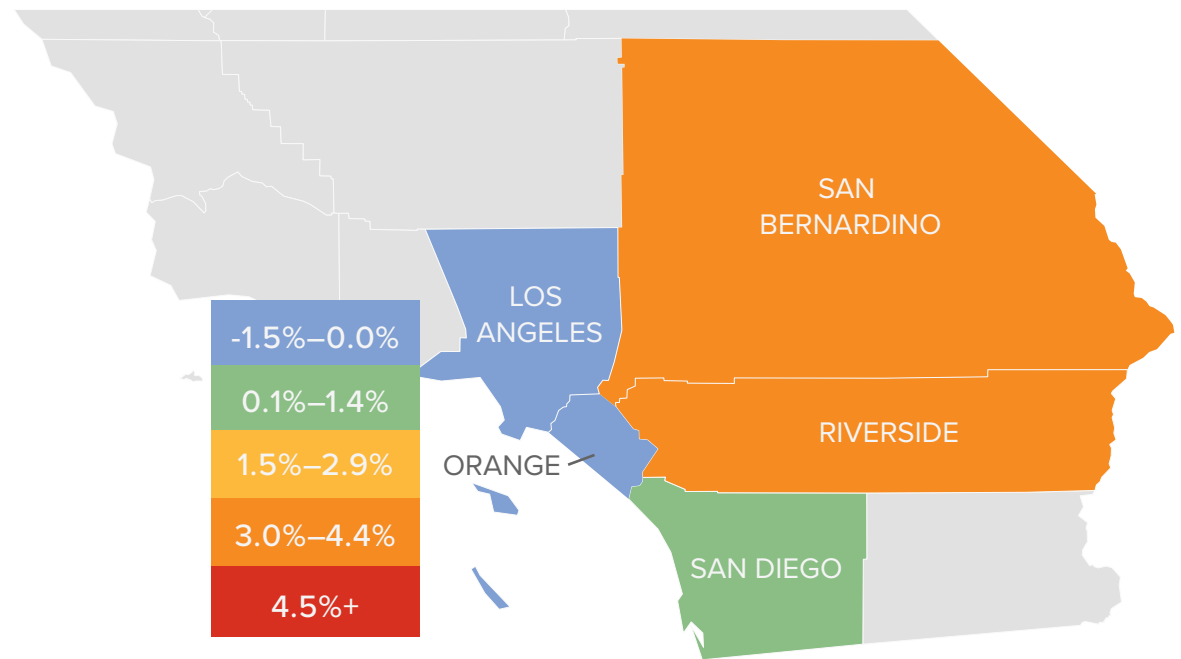 SAN
BERNARDINO
LOS
ANGELES
-1.5%–0.0%
0.1%–1.4%
1.5%–2.9%
3.0%–4.4%
4.5%+
ORANGE
RIVERSIDE
SAN DIEGO